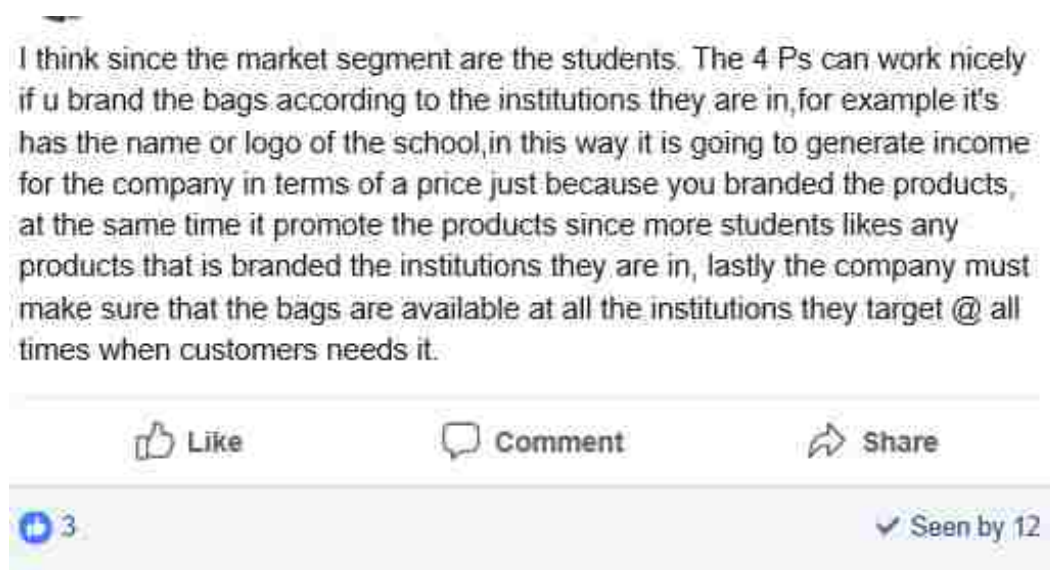 I think since the market segment are the students. The 4 Ps can work nicely
if u brand the bags according to the institutions they are in,for example it's
has the name or logo of the school,in this way it is going to generate income
for the company in terms of a price just because you branded the products,
at the same time it promote the products since more students likes any
products that is branded the institutions they are in, lastly the company must
make sure that the bags are available at all the institutions they target @ all
times when customers needs it.
Like Comment Share
3 Seen by 12